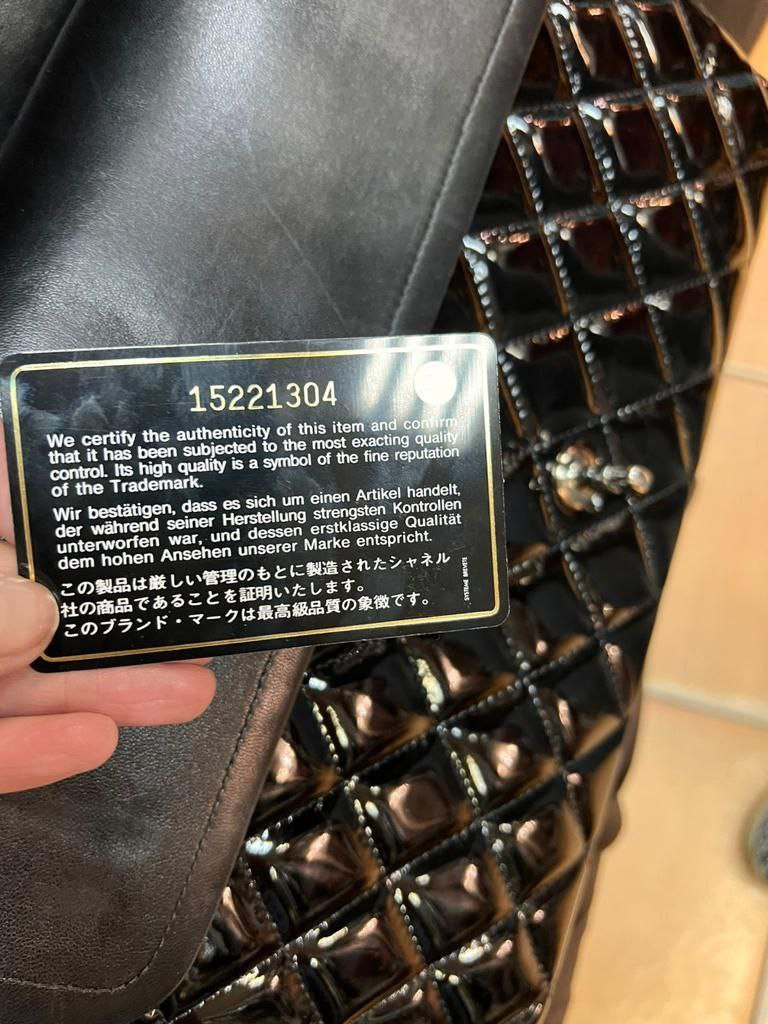 15221304
We certify the authenticity of this item and confirm
that it has been subjected to the most exacting quality
control. Its high quality is a symbol of the fine reputation
of the Trademark.
Wir bestätigen, dass es sich um einen Artikel handelt,
der während seiner Herstellung strengsten Kontrollen
unterworfen war, und dessen erstklassige Qualität
dem hohen Ansehen unserer Marke entspricht.
この製品は厳しい管理のもとに製造されたシャネル
社の商品であることを証明いたします。
このブランド・マークは最高級品質の象徴です。